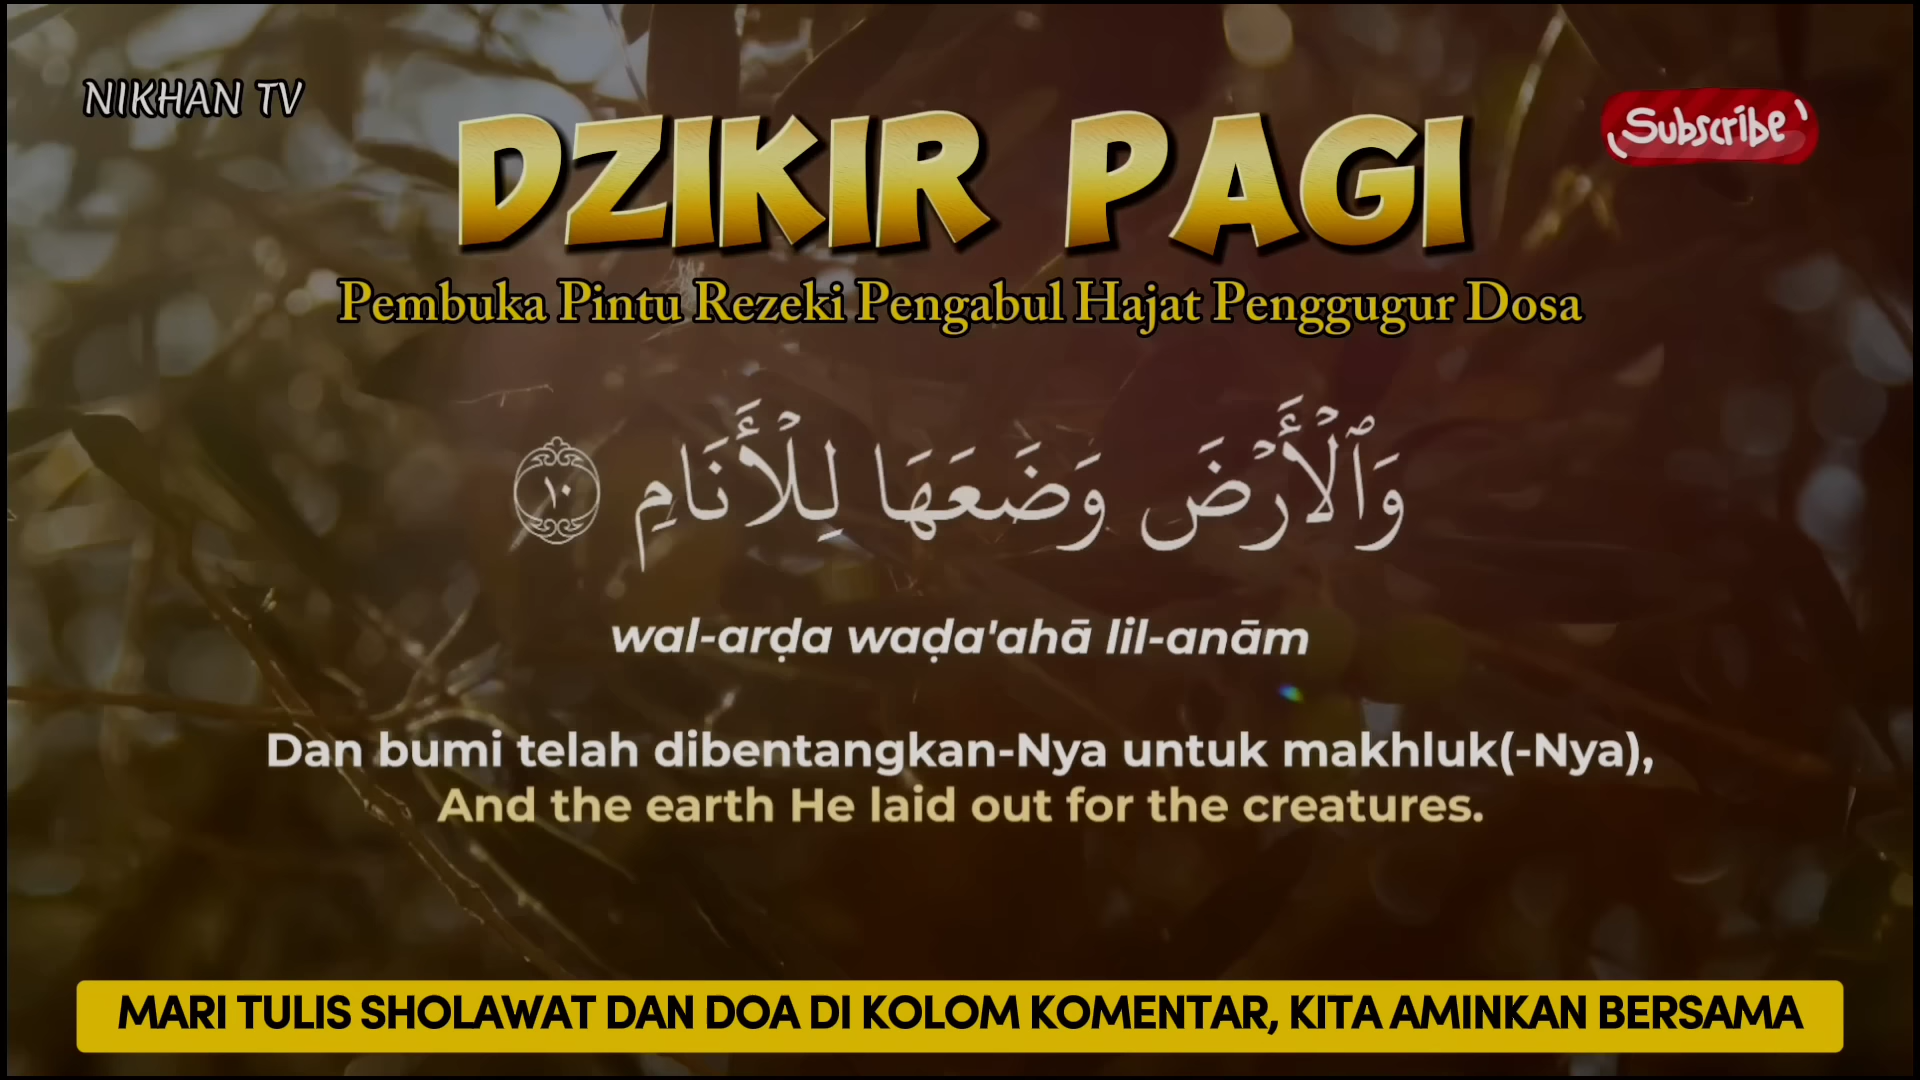 NIKHAN TV
Subscribe
DZIKIR PAGI
Pembuka Pintu Rezeki Pengabul Hajat Penggugur Dosa
وَٱلْأَرْضَ وَضَعَهَا لِلْأَنَامِ ١٠
wal-arḍa waḍa'ahā lil-anām
Dan bumi telah dibentangkan-Nya untuk makhluk(-Nya),
And the earth He laid out for the creatures.
MARI TULIS SHOLAWAT DAN DOA DI KOLOM KOMENTAR, KITA AMINKAN BERSAMA